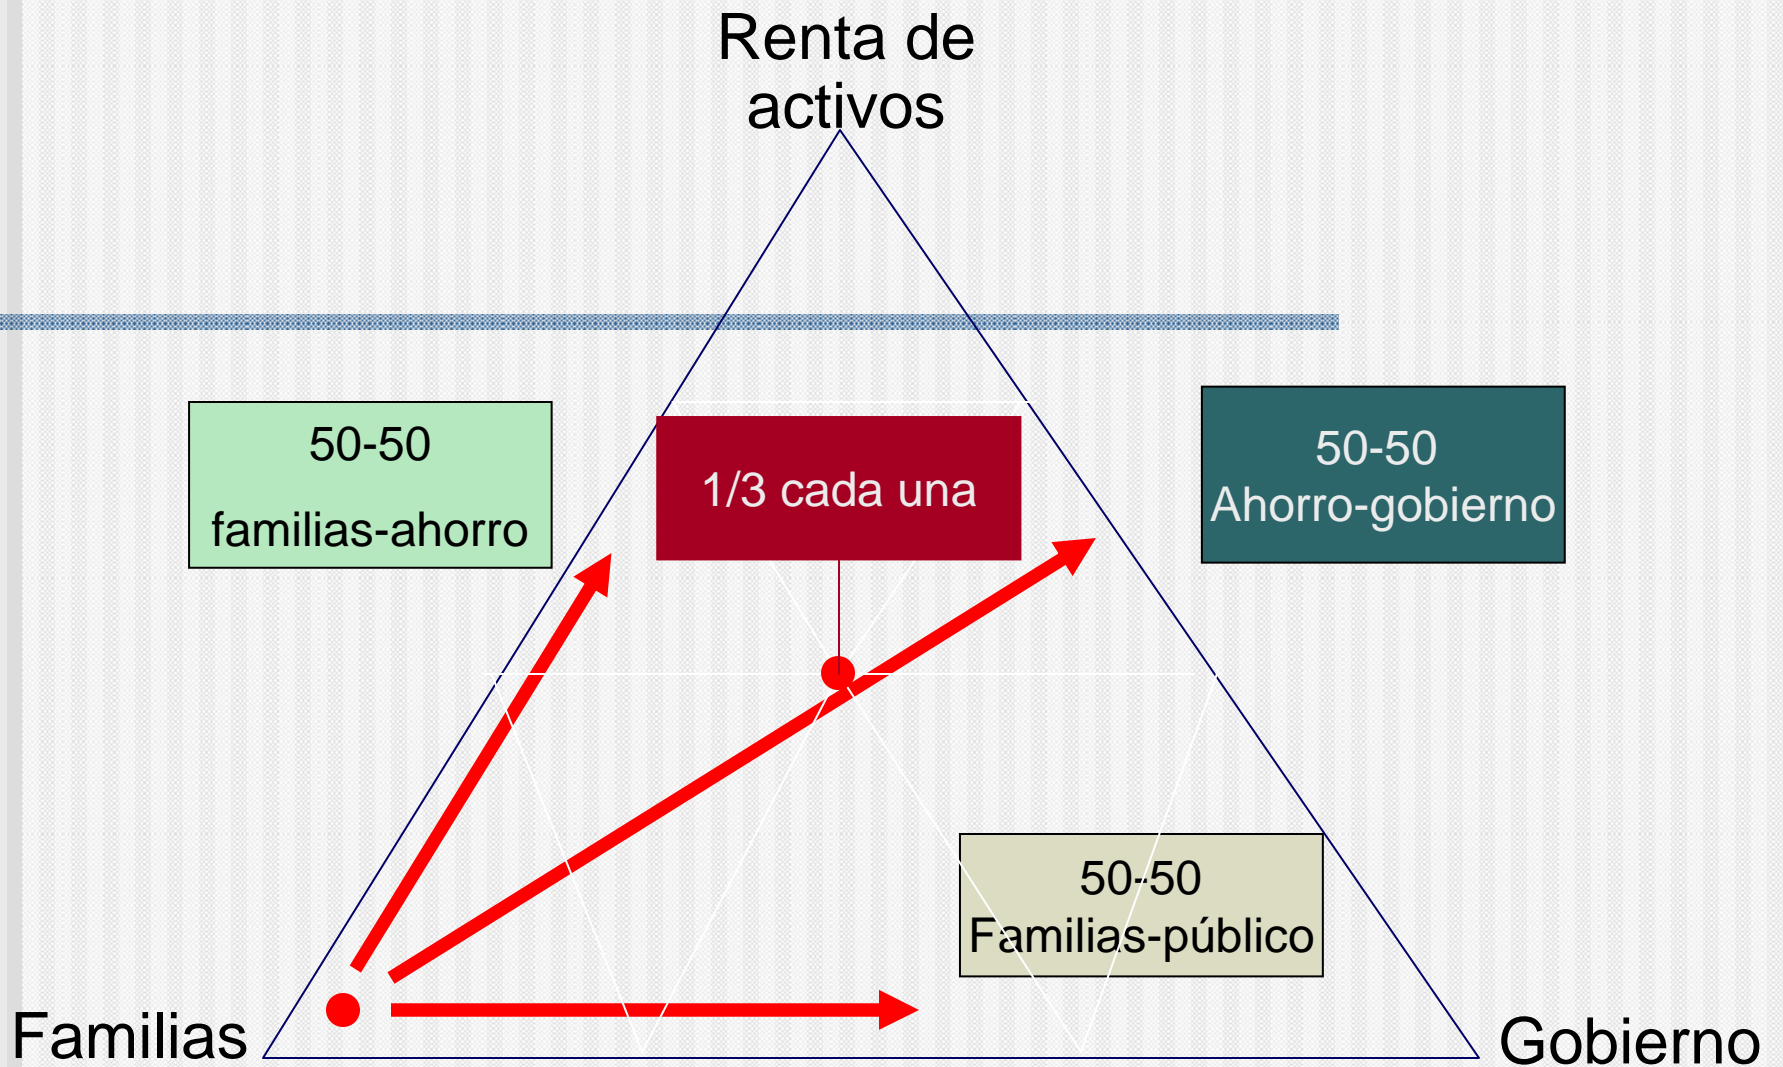 Renta de
activos
50-50
familias-ahorro
1/3 cada una
50-50
Ahorro-gobierno
50-50
Familias-público
Familias
Gobierno